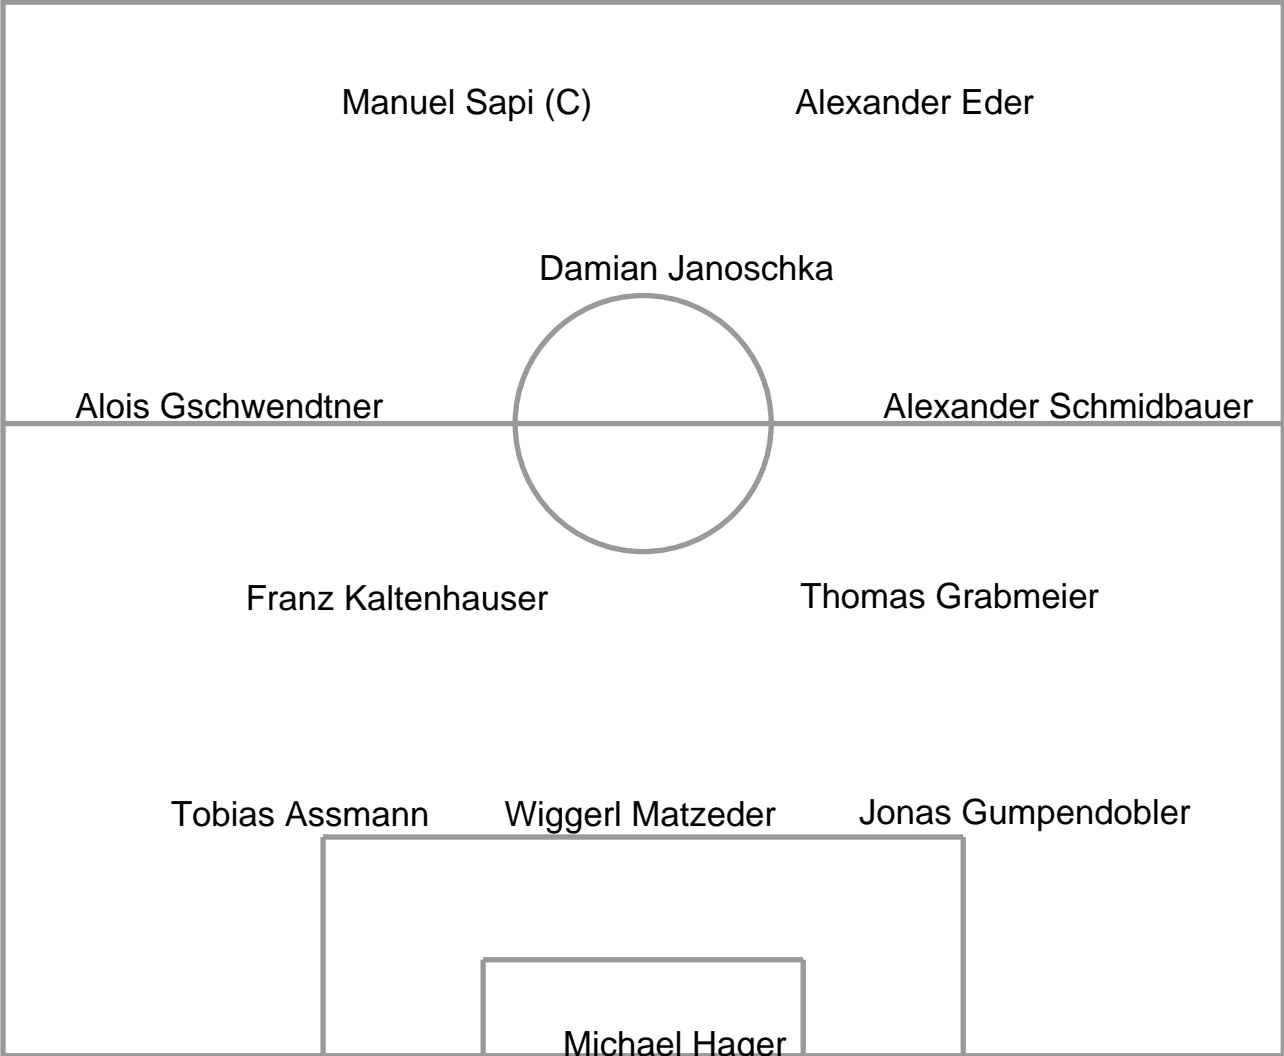 Manuel Sapi (C)
Alexander Eder
Damian Janoschka
Alois Gschwendtner
Alexander Schmidbauer
Franz Kaltenhauser
Thomas Grabmeier
Tobias Assmann
Wiggerl Matzeder
Jonas Gumpendobler
Michael Hager